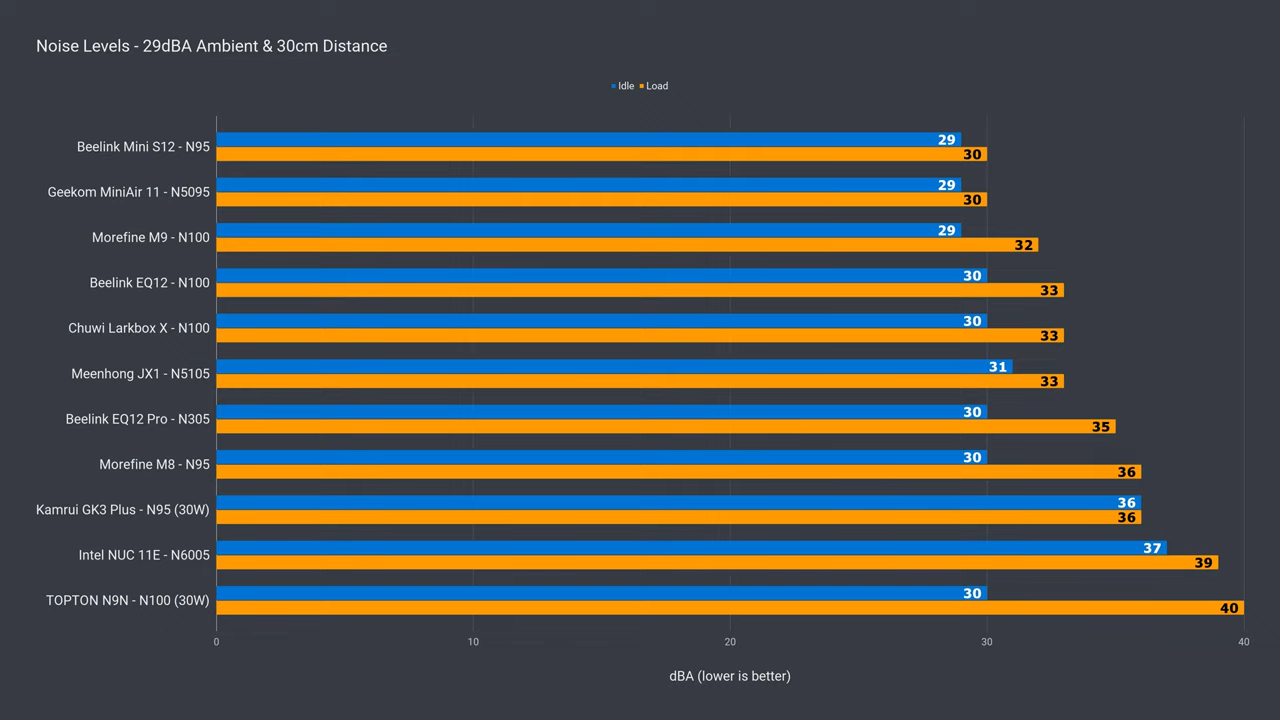 Noise Levels - 29dBA Ambient & 30cm Distance
Idle Load
Beelink Mini S12 - N95 29 30
Geekom MiniAir 11 - N5095 29 30
Morefine M9 - N100 29 32
Beelink EQ12 - N100 30 33
Chuwi Larkbox X - N100 30 33
Meenhong JX1 - N5105 31 33
Beelink EQ12 Pro - N305 30 35
Morefine M8 - N95 30 36
Kamrui GK3 Plus - N95 (30W) 36 36
Intel NUC 11E - N6005 37 39
TOPTON N9N - N100 (30W) 30 40
0 10 20 30 40
dBA (lower is better)